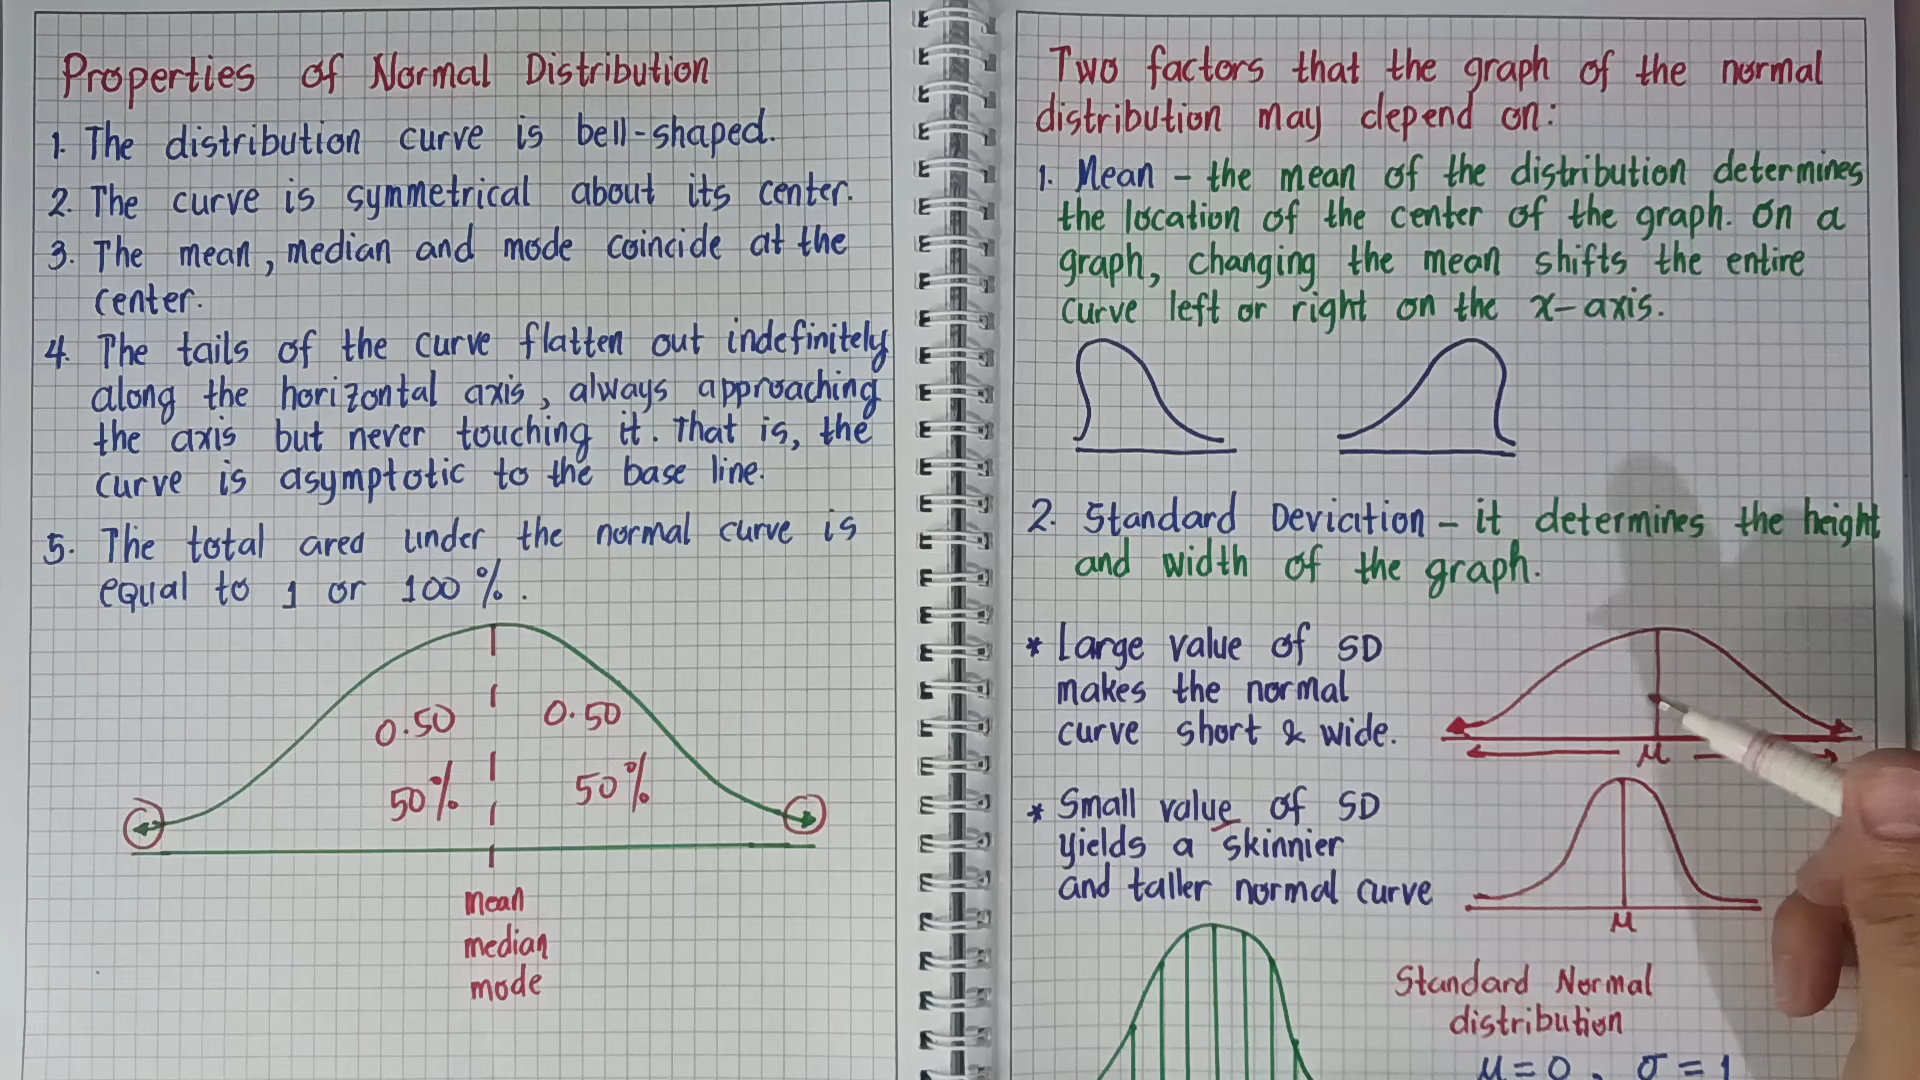 Properties of Normal Distribution
1. The distribution curve is bell-shaped.
2. The curve is symmetrical about its center.
3. The mean, median and mode coincide at the
center.
4. The tails of the curve flatten out indefinitely
along the horizontal axis, always approaching
the axis but never touching it. That is, the
curve is asymptotic to the base line.
5. The total area under the normal curve is
equal to 1 or 100%.
0.50 0.50
50% 50%
mean
median
mode
Two factors that the graph of the normal
distribution may depend on:
1. Mean - the mean of the distribution determines
the location of the center of the graph. On a
graph, changing the mean shifts the entire
curve left or right on the x-axis.
2. Standard Deviation - it determines the height
and width of the graph.
* Large value of SD
makes the normal
curve short & wide.
μ
* Small value of SD
yields a skinnier
and taller normal curve
μ
Standard Normal
distribution
μ = 0, σ = 1